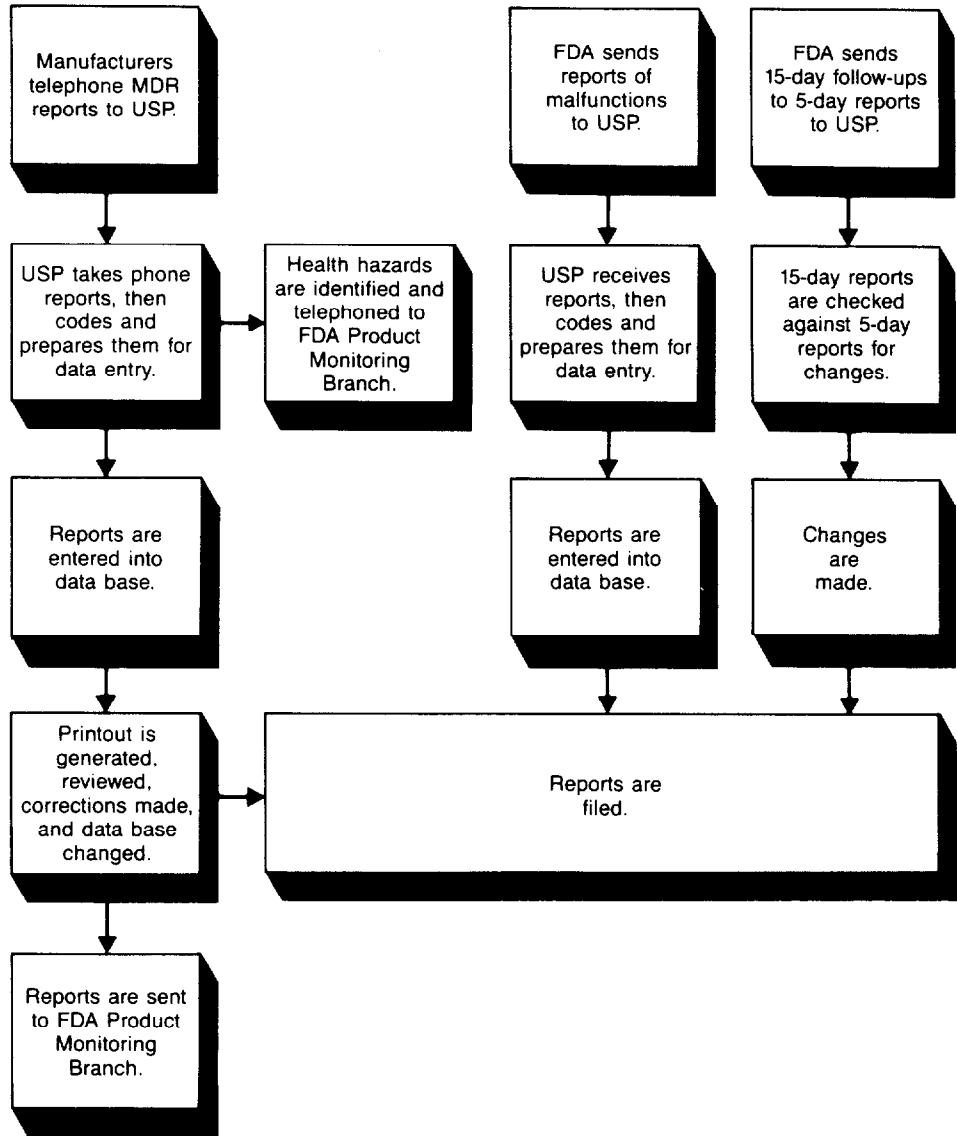 Manufacturers
telephone MDR
reports to USP.
FDA sends
reports of
malfunctions
to USP.
FDA sends
15-day follow-ups
to 5-day reports
to USP.
USP takes phone
reports, then
codes and
prepares them for
data entry.
Health hazards
are identified and
telephoned to
FDA Product
Monitoring
Branch.
USP receives
reports, then
codes and
prepares them for
data entry.
15-day reports
are checked
against 5-day
reports for
changes.
Reports are
entered into
data base.
Reports are
entered into
data base.
Changes
are
made.
Printout is
generated,
reviewed,
corrections made,
and data base
changed.
Reports are
filed.
Reports are sent
to FDA Product
Monitoring
Branch.